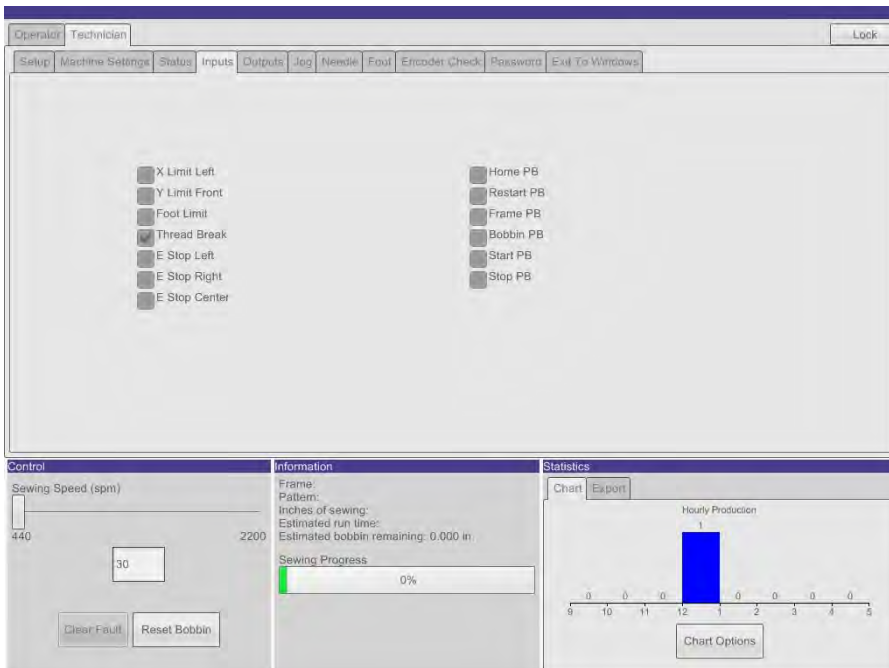 Operator Technician Lock
Setup Machine Settings Status Inputs Outputs Jog Needle Foot Encoder Check Password Exit To Windows
X Limit Left
Y Limit Front
Foot Limit
Thread Break
E Stop Left
E Stop Right
E Stop Center
Home PB
Restart PB
Frame PB
Bobbin PB
Start PB
Stop PB
Control
Sewing Speed (spm)
440 2200
30
Clear Fault Reset Bobbin
Information
Frame:
Pattern:
Inches of sewing:
Estimated run time:
Estimated bobbin remaining: 0.000 in.
Sewing Progress
0%
Statistics
Chart Export
Hourly Production
1
0 0 0 0 0 0 0
9 10 11 12 1 2 3 4 5
Chart Options